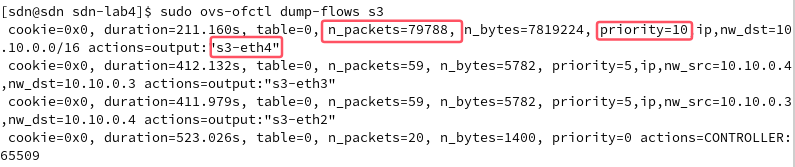 [sdn@sdn sdn-lab4]$ sudo ovs-ofctl dump-flows s3
 cookie=0x0, duration=211.160s, table=0, n_packets=79788, n_bytes=7819224, priority=10 ip,nw_dst=10
.10.0.0/16 actions=output:"s3-eth4"
 cookie=0x0, duration=412.132s, table=0, n_packets=59, n_bytes=5782, priority=5,ip,nw_src=10.10.0.4
,nw_dst=10.10.0.3 actions=output:"s3-eth3"
 cookie=0x0, duration=411.979s, table=0, n_packets=59, n_bytes=5782, priority=5,ip,nw_src=10.10.0.3
,nw_dst=10.10.0.4 actions=output:"s3-eth2"
 cookie=0x0, duration=523.026s, table=0, n_packets=20, n_bytes=1400, priority=0 actions=CONTROLLER:
65509